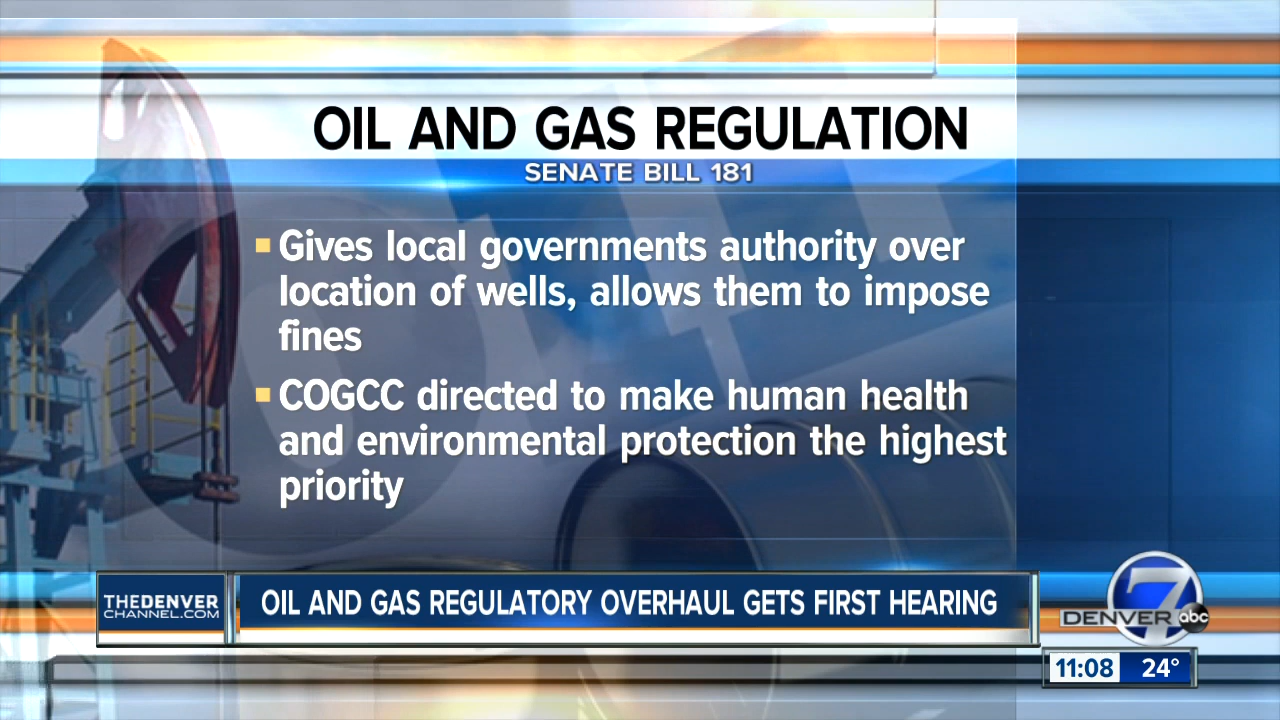 OIL AND GAS REGULATION
SENATE BILL 181
Gives local governments authority over
location of wells, allows them to impose
fines
COGCC directed to make human health
and environmental protection the highest
priority
THEDENVER
CHANNEL.COM
OIL AND GAS REGULATORY OVERHAUL GETS FIRST HEARING
DENVER 7 abc
11:08 24°